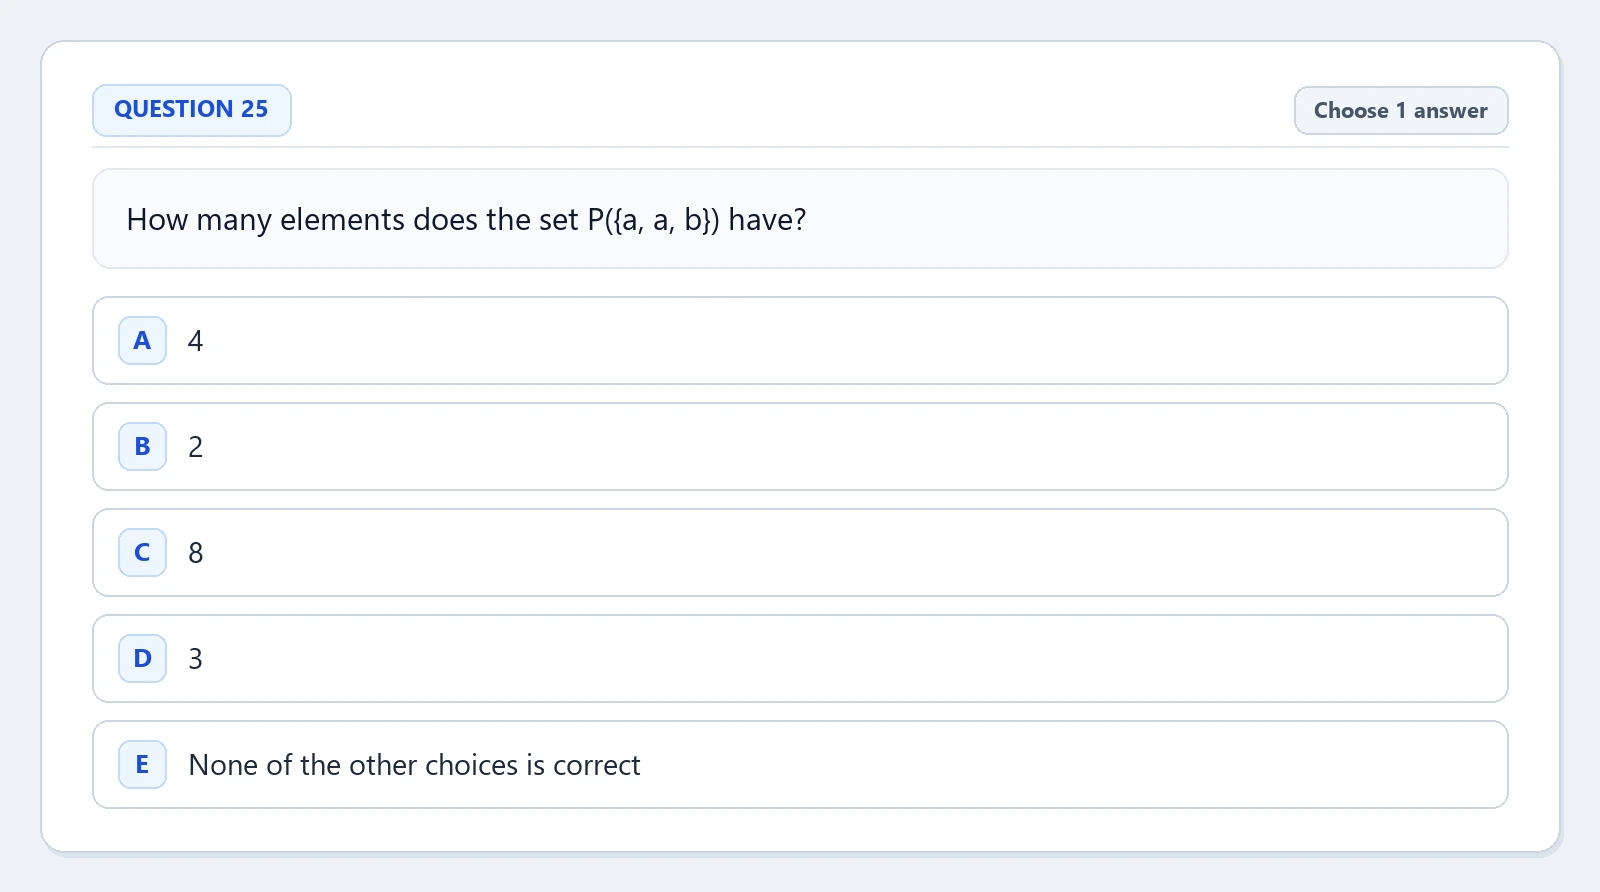 QUESTION 25
Choose 1 answer
How many elements does the set P({a, a, b}) have?
A 4
B 2
C 8
D 3
E None of the other choices is correct